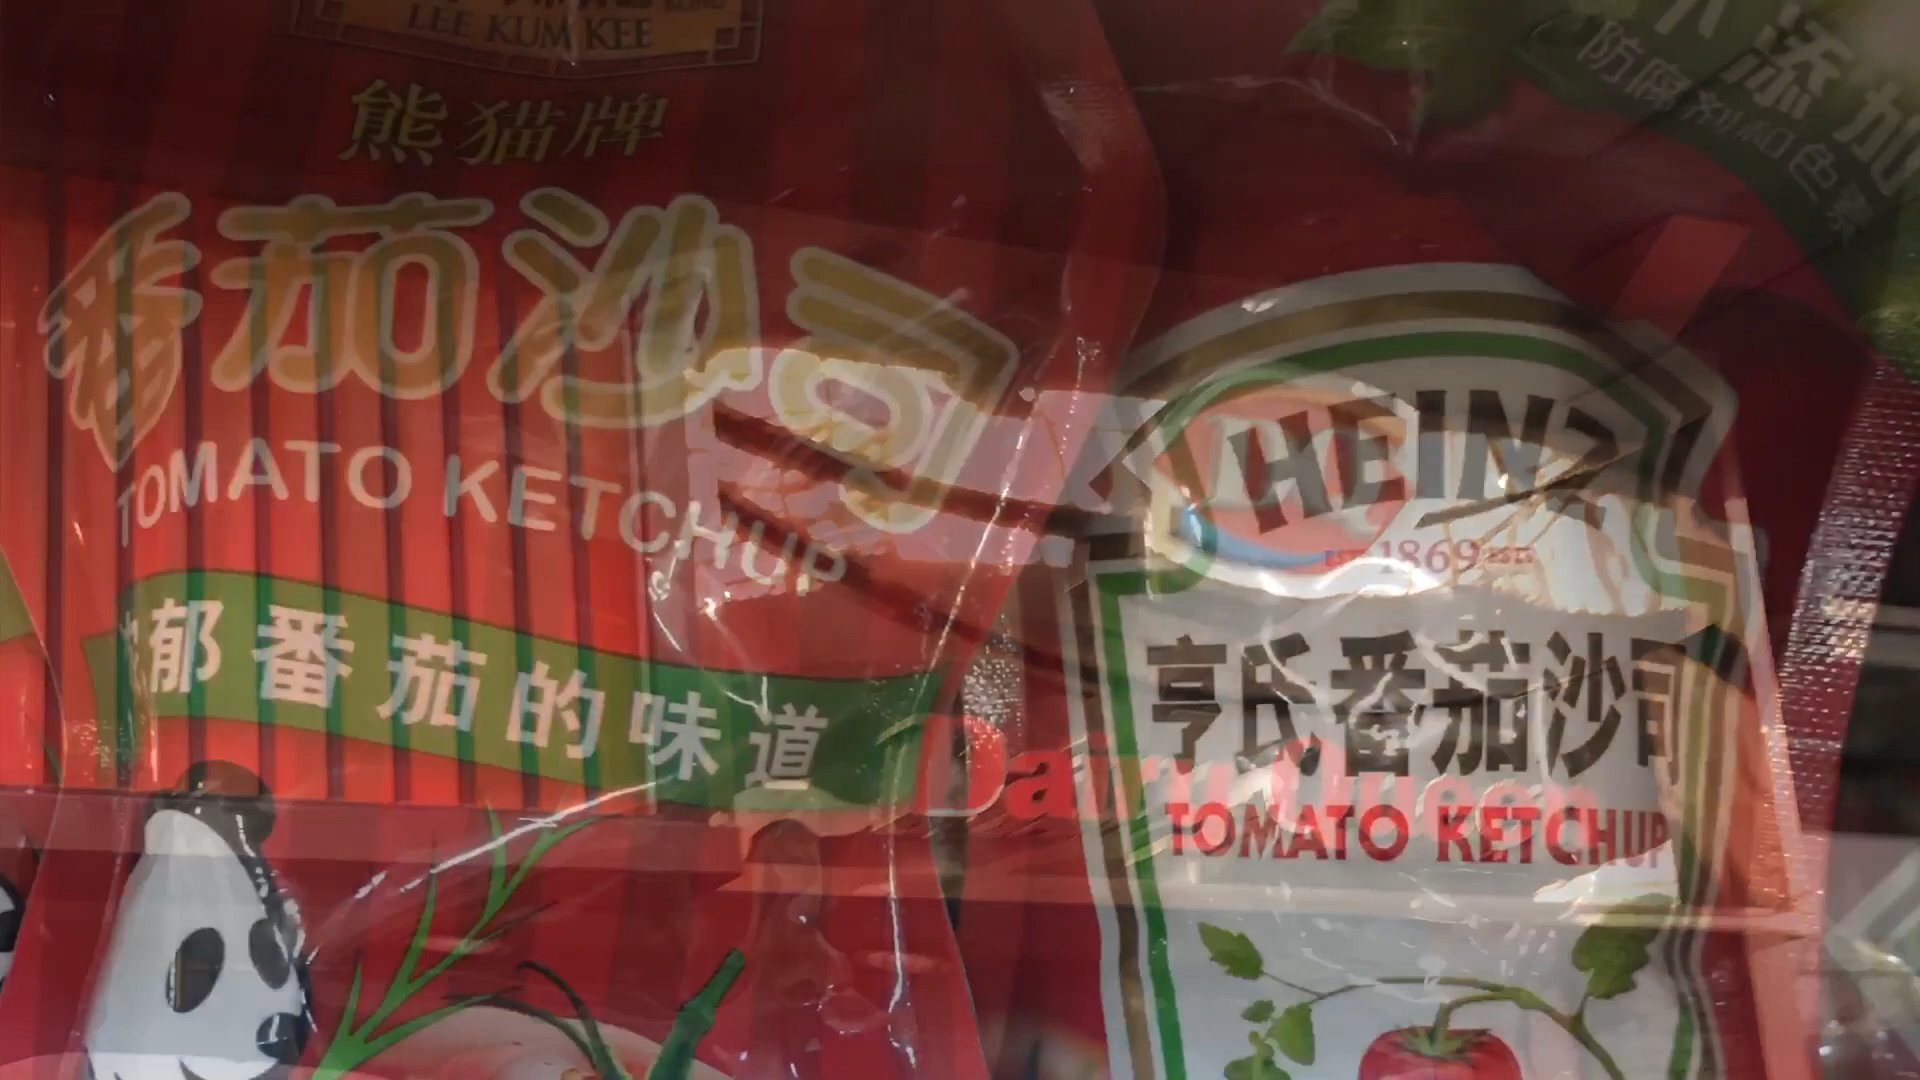 LEE KUM KEE
熊猫牌
番茄沙司
TOMATO KETCHUP
郁番茄的味道
添加
防腐剂和色素
HEINZ
ESTD 1869 ESTD
亨氏番茄沙司
TOMATO KETCHUP
Dairy Queen